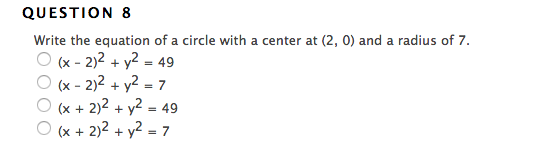 QUESTION 8
Write the equation of a circle with a center at (2, 0) and a radius of 7.
(x - 2)2 + y2 = 49
(x - 2)2 + y2 = 7
(x + 2)2 + y2 = 49
(x + 2)2 + y2 = 7